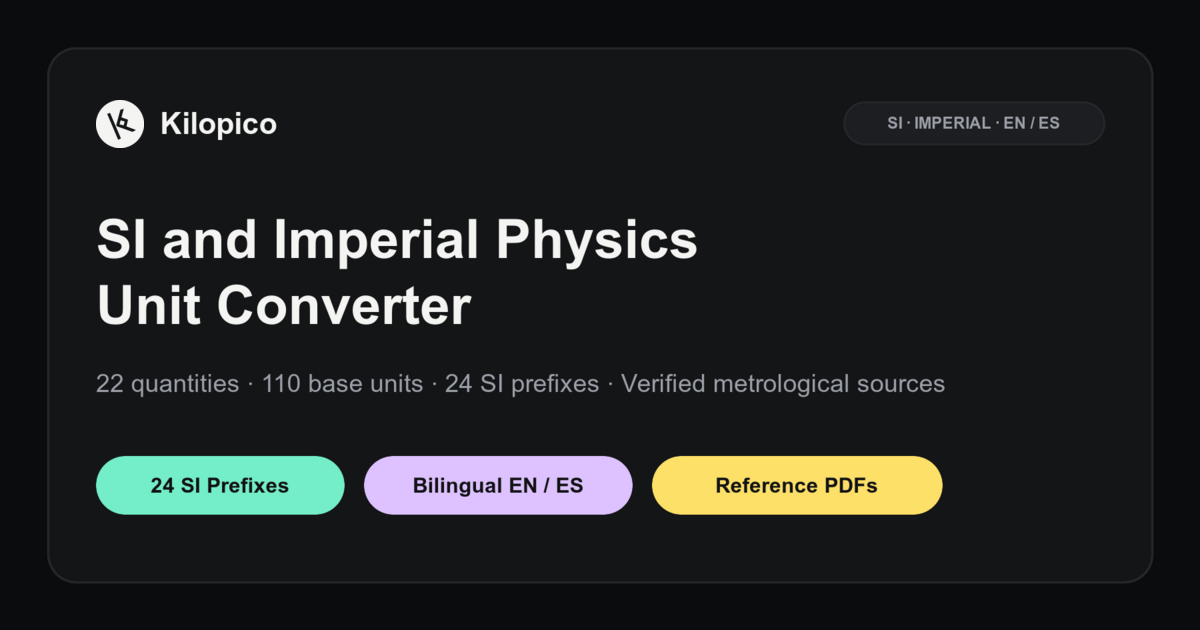 Kilopico
SI · IMPERIAL · EN / ES
SI and Imperial Physics
Unit Converter
22 quantities · 110 base units · 24 SI prefixes · Verified metrological sources
24 SI Prefixes
Bilingual EN / ES
Reference PDFs